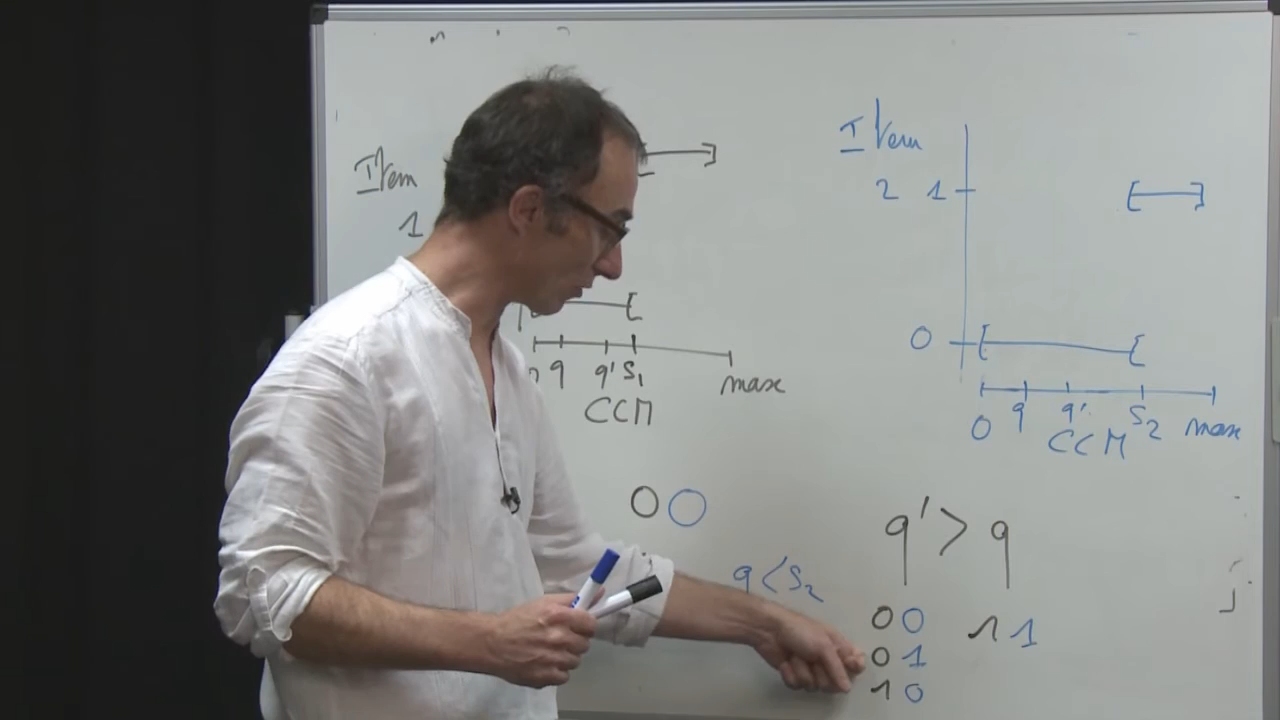 Item
1
q q' S₁ max
CCM
Item
2 1
0
0 q q' S₂ max
CCM
0 0
q < S₂
q' > q
0 0 1 1
0 1
1 0